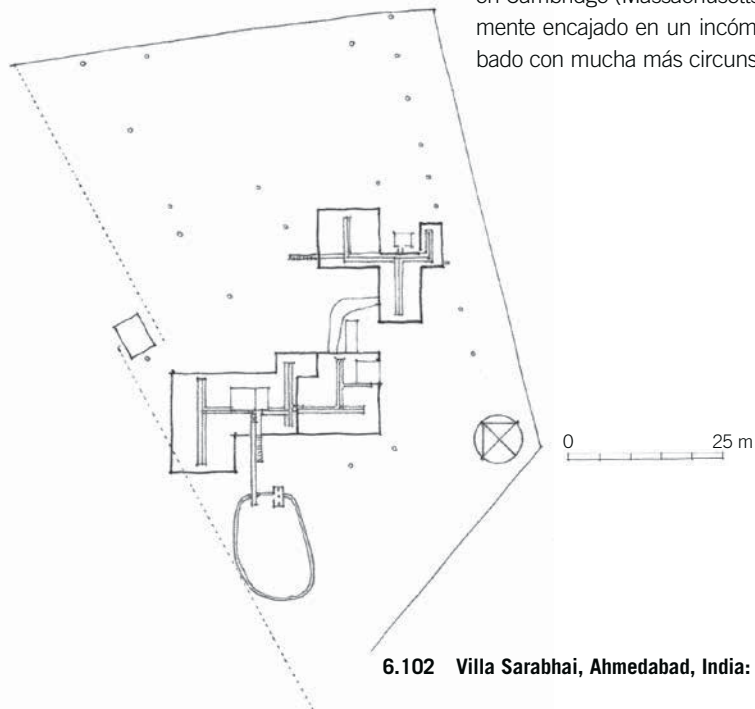 en Cambridge (Massachusetts
mente encajado en un incóm
bado con mucha más circuns
0 25 m
6.102 Villa Sarabhai, Ahmedabad, India: